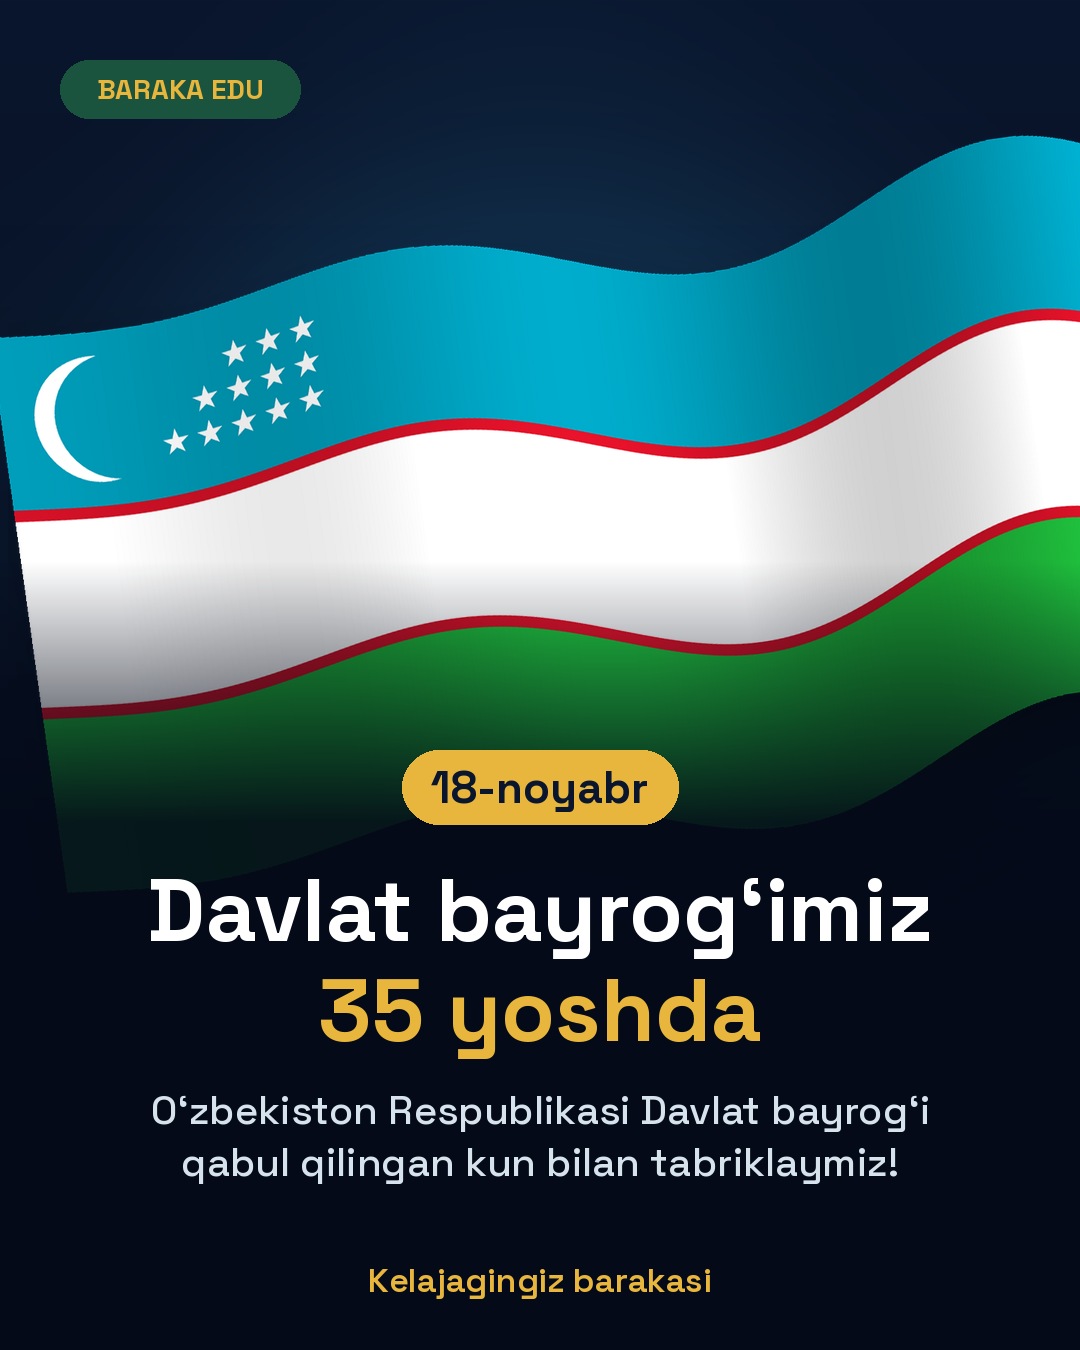 BARAKA EDU
18-noyabr
Davlat bayrog‘imiz
35 yoshda
O‘zbekiston Respublikasi Davlat bayrog‘i
qabul qilingan kun bilan tabriklaymiz!
Kelajagingiz barakasi